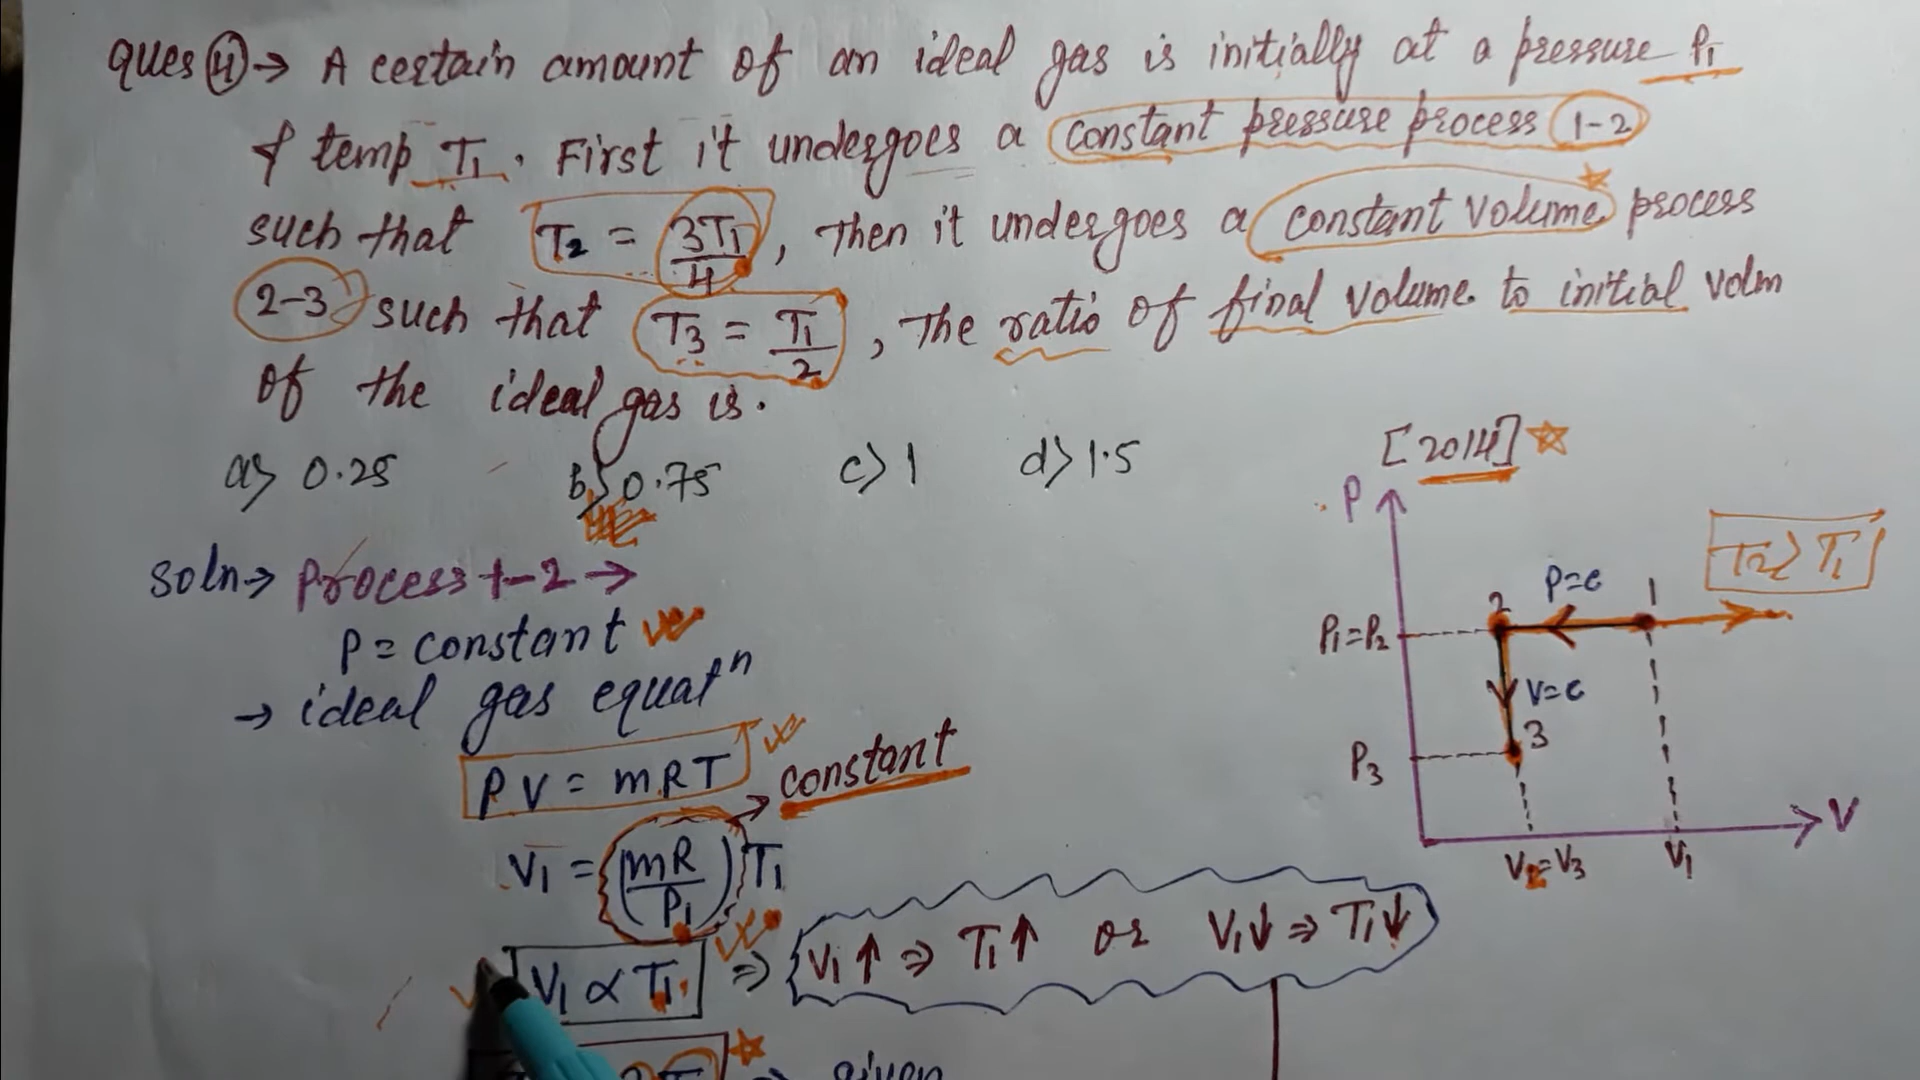 Ques (4) → A certain amount of an ideal gas is initially at a pressure P1
& temp T1. First it undergoes a constant pressure process 1-2
such that T2 = 3T1/4, Then it undergoes a constant volume process
2-3 such that T3 = T1/2, The ratio of final volume to initial volm
of the ideal gas is.
a> 0.25 b> 0.75 c> 1 d> 1.5
[2014]
Soln → Process 1-2 →
P = constant
→ ideal gas equatⁿ
PV = mRT
→ constant
V1 = (mR/P1) T1
V1 ∝ T1 ⇒ V1↑ ⇒ T1↑ or V1↓ ⇒ T1↓
given
P
T2 > T1
2 P=c 1
P1=P2
V=c
3
P3
V
V2=V3 V1